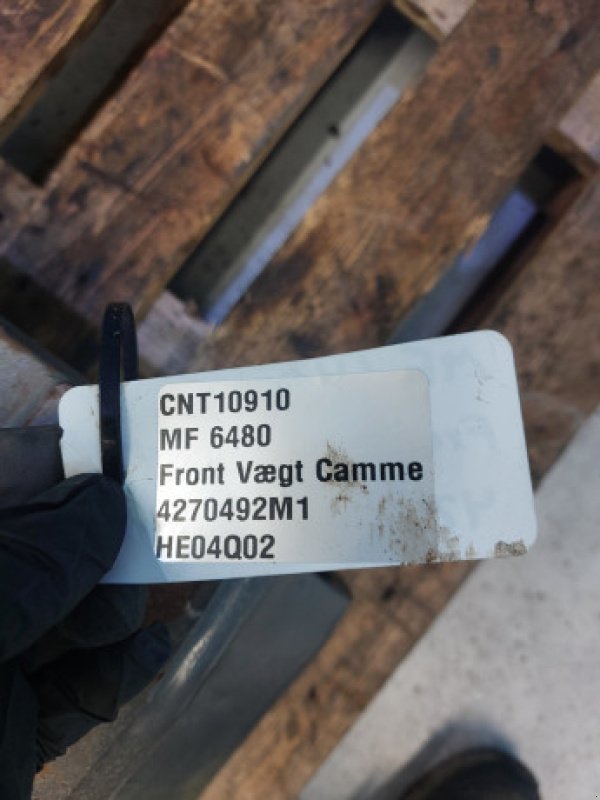 CNT10910
MF 6480
Front Vægt Camme
4270492M1
HE04Q02